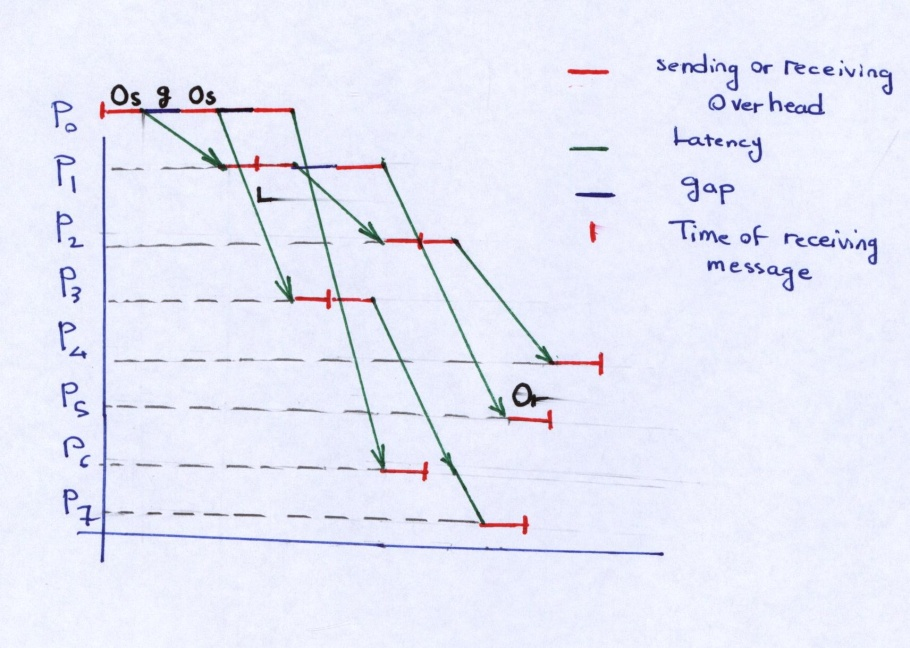 Os g Os
P0
P1
L
P2
P3
P4
P5
Or
P6
P7
sending or receiving
Overhead
Latency
gap
Time of receiving
message